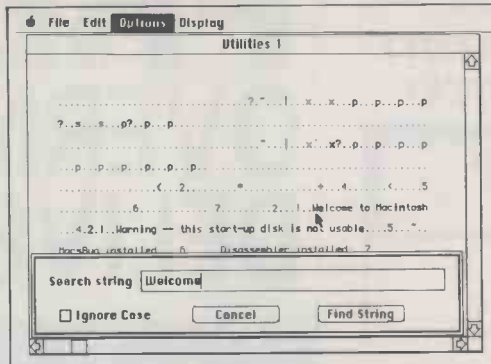 File Edit Options Display
Utilities 1
?.~...|...x...x...p...p...p...p
?..s...s...p?..p...p
~...|...x`..x?..p...p...p...p
...p...p...p...p...p...p
<...2........*............+...4.......<.....5
6..........7..........2...!..Welcome to Macintosh
...4.2.!..Warning — this start-up disk is not usable....5...~..
MacsBug installed 6 Disassembler installed ?
Search string Welcome
Ignore Case
Cancel
Find String